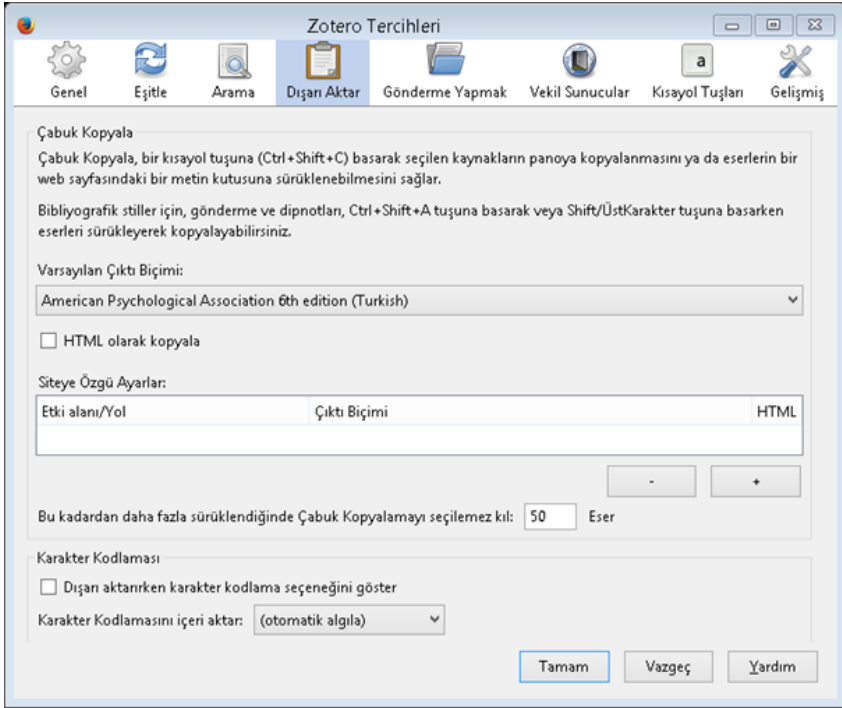 Zotero Tercihleri
Genel
Eşitle
Arama
Dışarı Aktar
Gönderme Yapmak
Vekil Sunucular
a
Kısayol Tuşları
Gelişmiş
Çabuk Kopyala
Çabuk Kopyala, bir kısayol tuşuna (Ctrl+Shift+C) basarak seçilen kaynakların panoya kopyalanmasını ya da eserlerin bir
web sayfasındaki bir metin kutusuna sürüklenebilmesini sağlar.
Bibliyografik stiller için, gönderme ve dipnotları, Ctrl+Shift+A tuşuna basarak veya Shift/ÜstKarakter tuşuna basarken
eserleri sürükleyerek kopyalayabilirsiniz.
Varsayılan Çıktı Biçimi:
American Psychological Association 6th edition (Turkish)
HTML olarak kopyala
Siteye Özgü Ayarlar:
Etki alanı/Yol Çıktı Biçimi HTML
- +
Bu kadardan daha fazla sürüklendiğinde Çabuk Kopyalamayı seçilemez kıl: 50 Eser
Karakter Kodlaması
Dışarı aktarırken karakter kodlama seçeneğini göster
Karakter Kodlamasını içeri aktar: (otomatik algıla)
Tamam Vazgeç Yardım